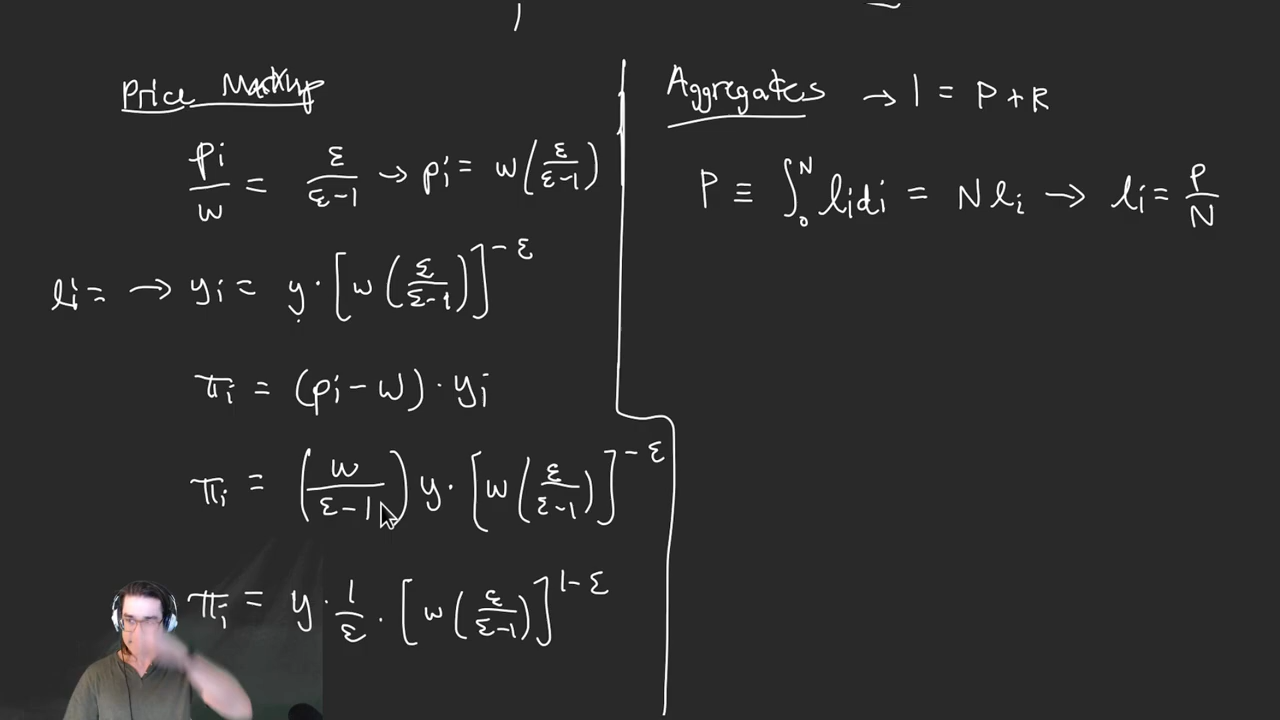 Price Markup
pi/w = ε/(ε-1) → pi = w(ε/(ε-1))
li = → yi = y · [w(ε/(ε-1))]^(-ε)
πi = (pi - w) · yi
πi = (w/(ε-1)) y · [w(ε/(ε-1))]^(-ε)
πi = y · 1/ε · [w(ε/(ε-1))]^(1-ε)
Aggregates → 1 = P + R
P ≡ ∫₀ᴺ li di = N li → li = P/N